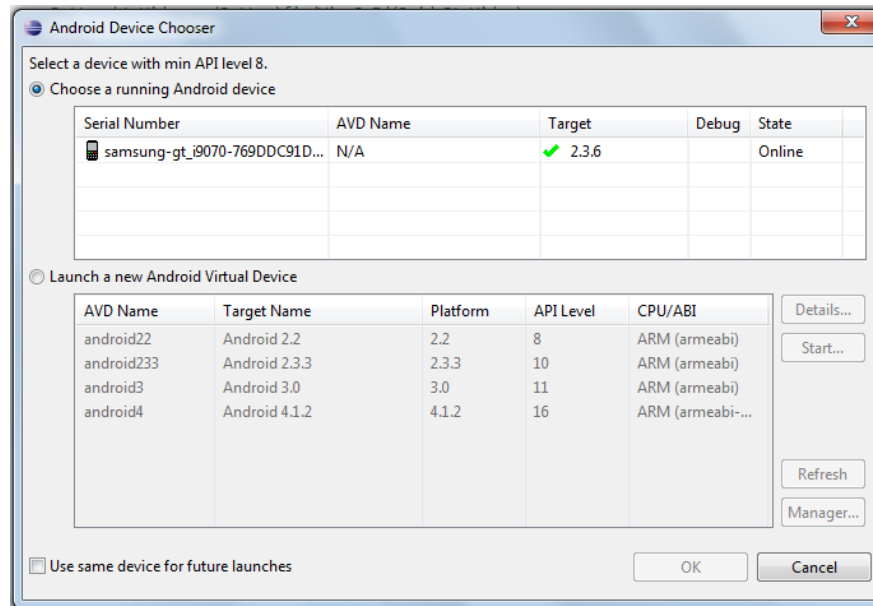 Android Device Chooser
Select a device with min API level 8.
Choose a running Android device
Serial Number AVD Name Target Debug State
samsung-gt_i9070-769DDC91D... N/A 2.3.6 Online
Launch a new Android Virtual Device
AVD Name Target Name Platform API Level CPU/ABI Details...
android22 Android 2.2 2.2 8 ARM (armeabi)
Start...
android233 Android 2.3.3 2.3.3 10 ARM (armeabi)
android3 Android 3.0 3.0 11 ARM (armeabi)
android4 Android 4.1.2 4.1.2 16 ARM (armeabi-...
Refresh
Manager...
Use same device for future launches OK Cancel